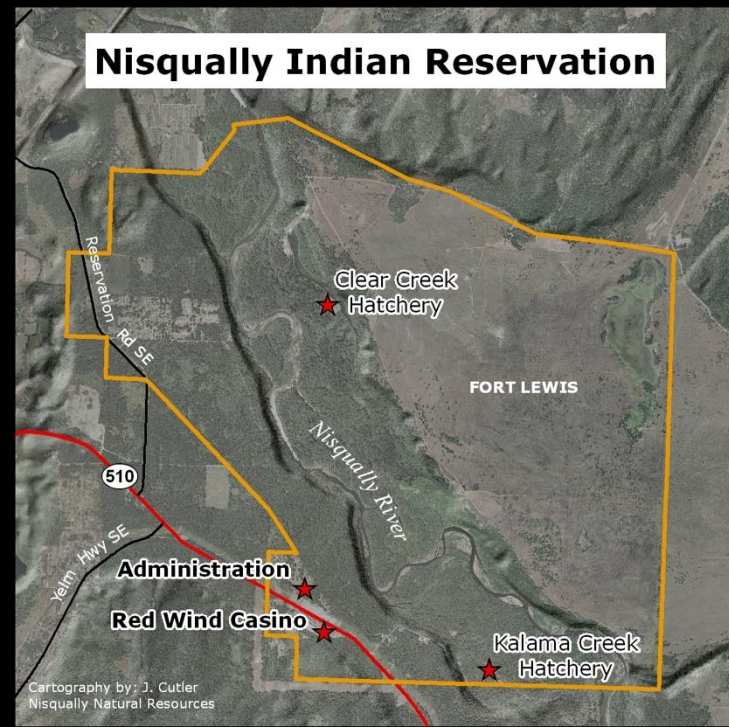 Nisqually Indian Reservation
Reservation Rd SE
Clear Creek
Hatchery
FORT LEWIS
Nisqually River
510
Yelm Hwy SE
Administration
Red Wind Casino
Kalama Creek
Hatchery
Cartography by: J. Cutler
Nisqually Natural Resources